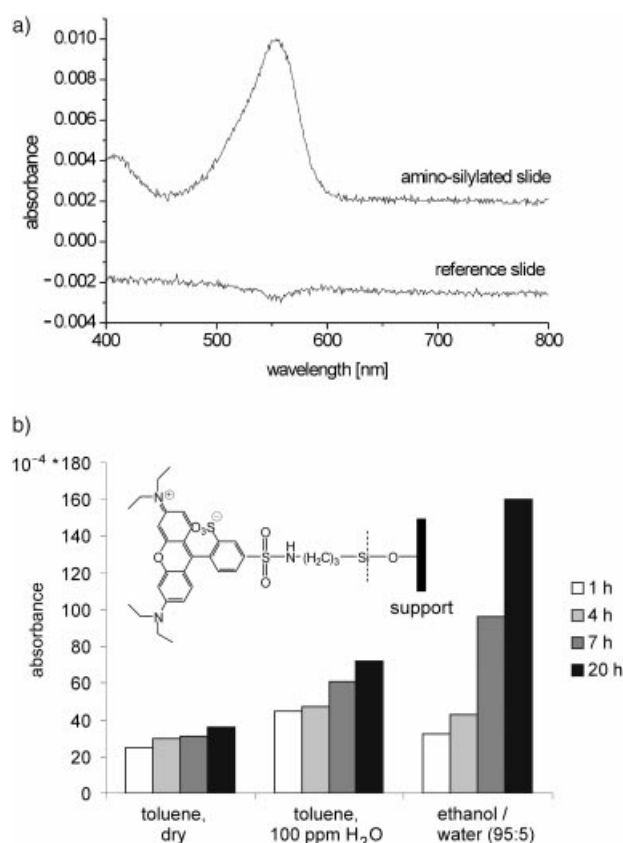 a)
0.010
0.008
0.006
0.004
0.002
0.000
−0.002
−0.004
absorbance
amino-silylated slide
reference slide
400 500 600 700 800
wavelength [nm]
b)
10⁻⁴ * 180
160
140
120
100
80
60
40
20
0
absorbance
N⊕
O
N
⊖
O₃S
O
S
O
H
N
(H₂C)₃
Si
O
support
1 h
4 h
7 h
20 h
toluene, dry
toluene, 100 ppm H₂O
ethanol / water (95:5)